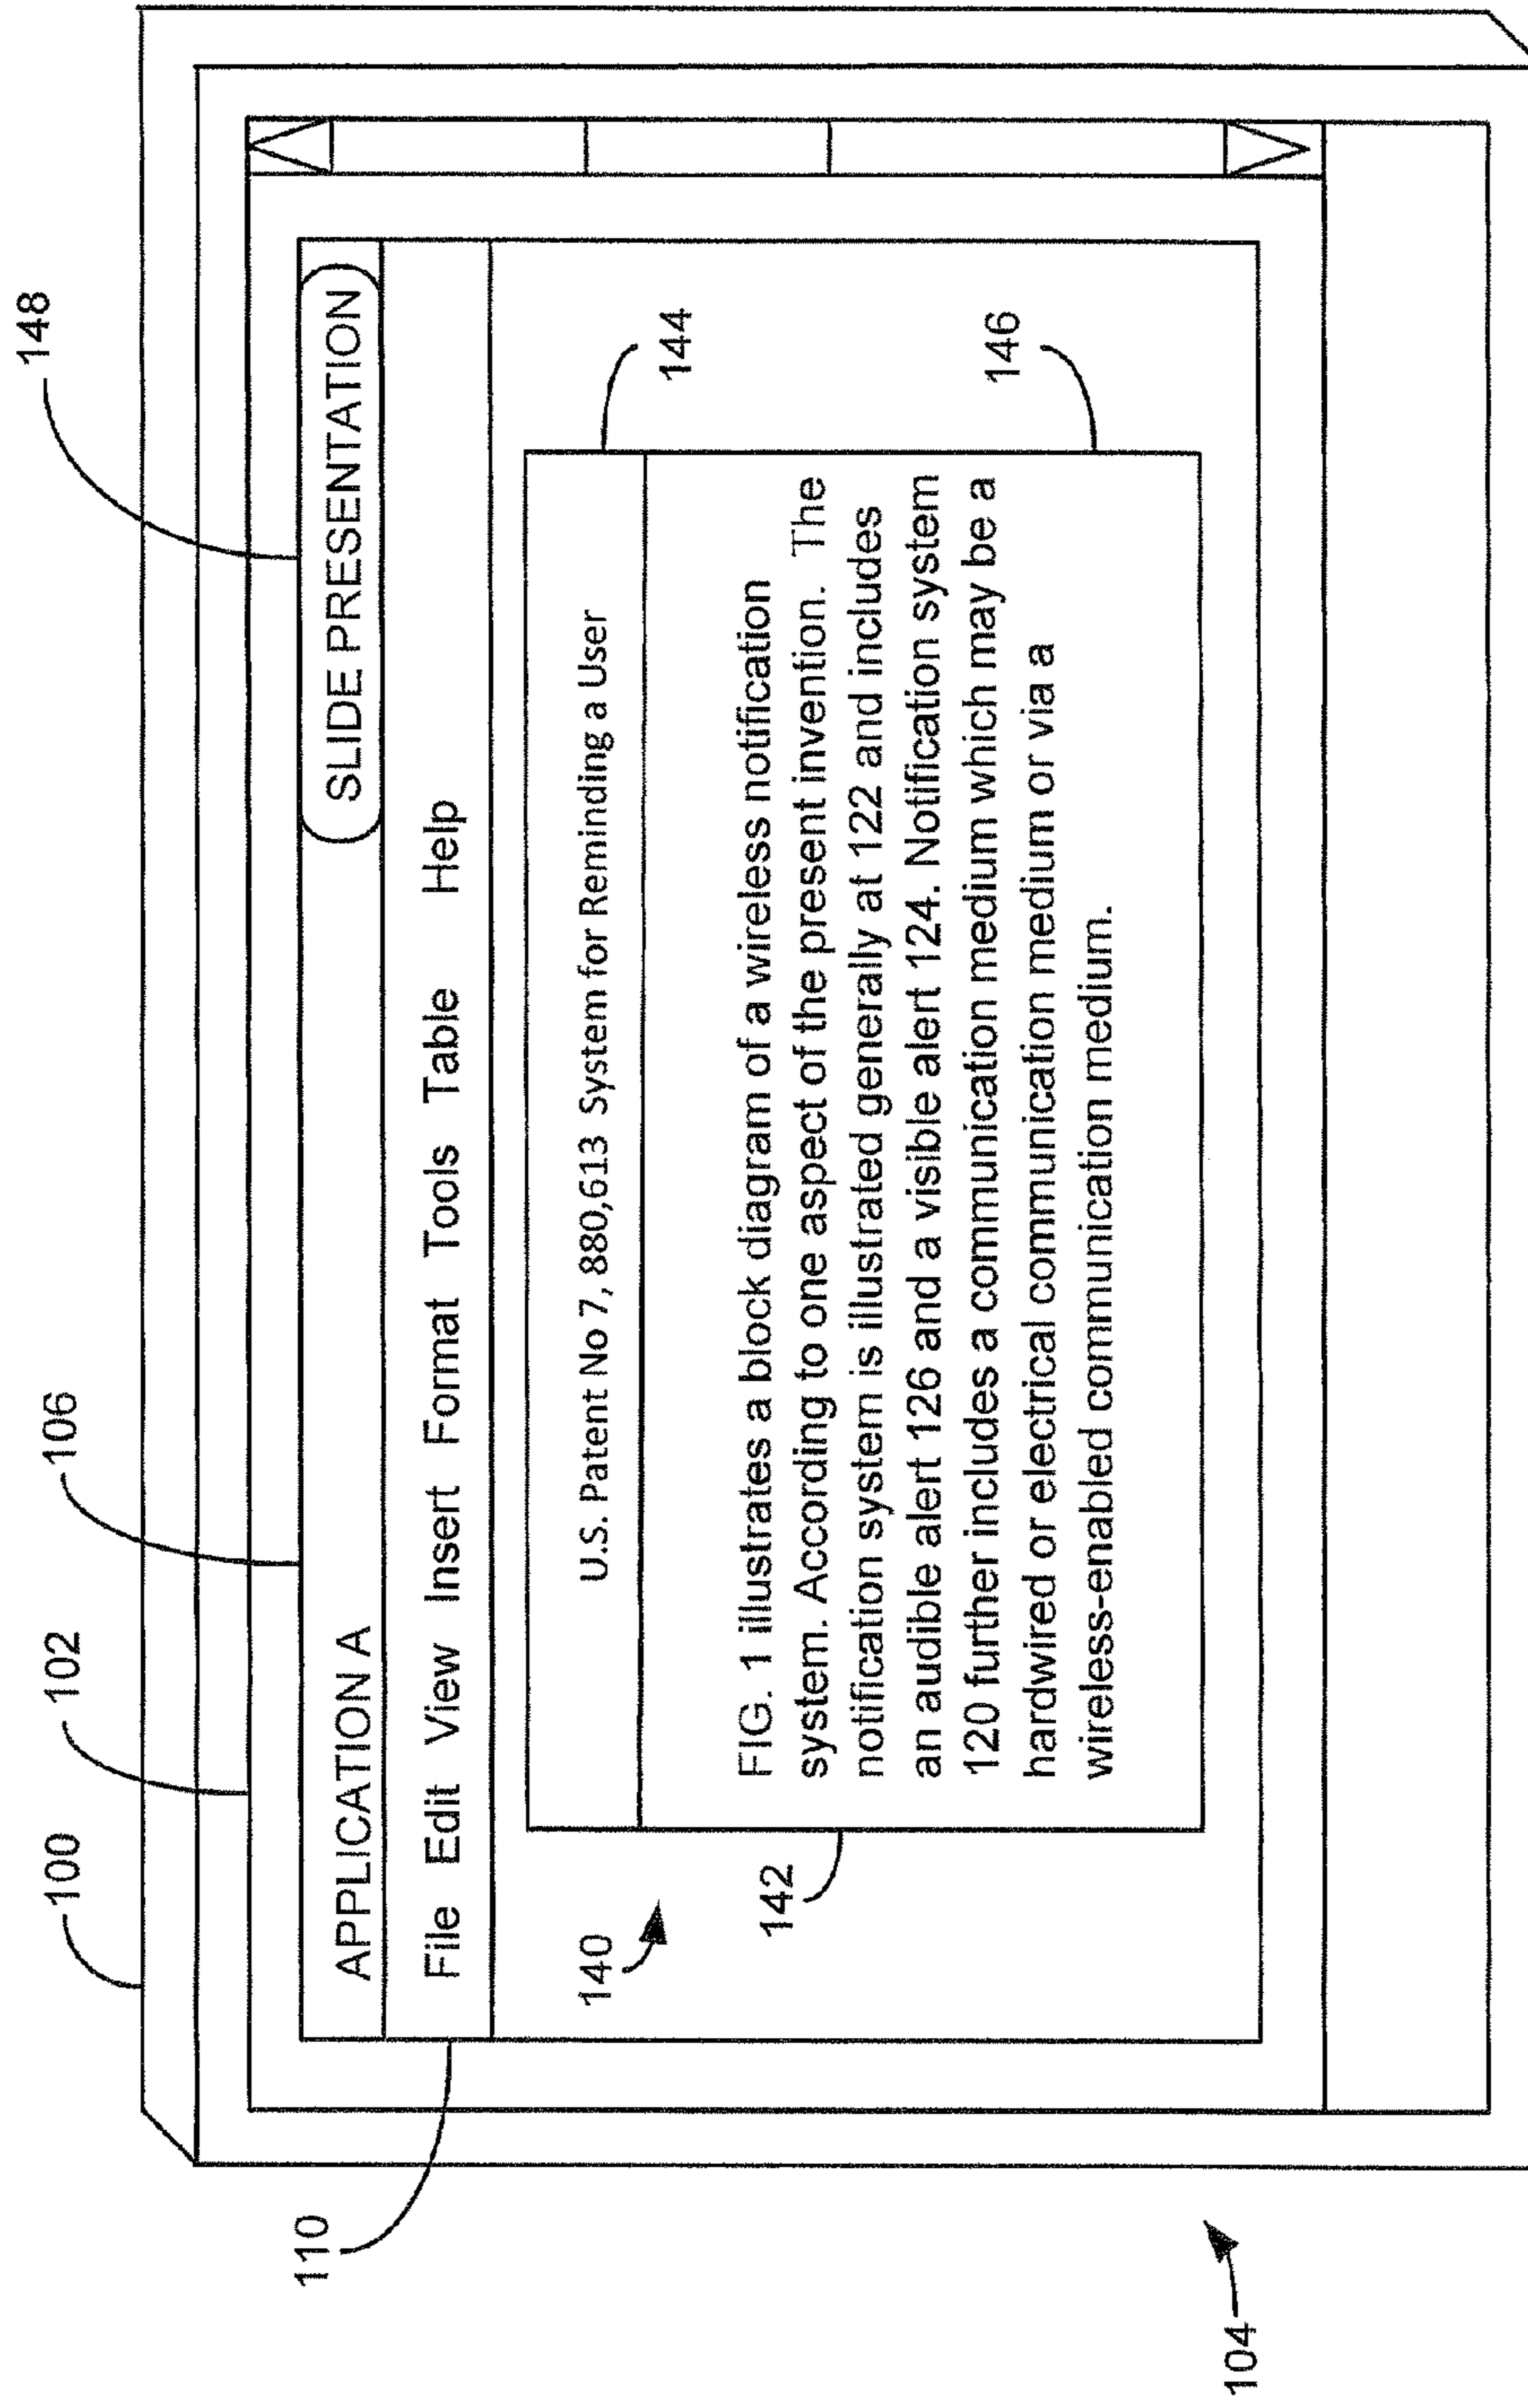 100
102
106
148
APPLICATION A
SLIDE PRESENTATION
110
File Edit View Insert Format Tools Table Help
140
U.S. Patent No 7, 880,613 System for Reminding a User
144
142
FIG. 1 illustrates a block diagram of a wireless notification
system. According to one aspect of the present invention. The
notification system is illustrated generally at 122 and includes
an audible alert 126 and a visible alert 124. Notification system
120 further includes a communication medium which may be a
hardwired or electrical communication medium or via a
wireless-enabled communication medium.
146
104